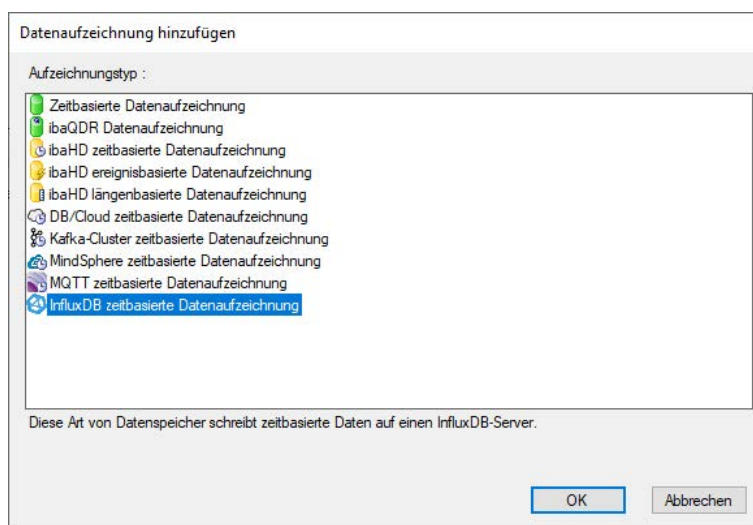 Datenaufzeichnung hinzufügen
Aufzeichnungstyp :
Zeitbasierte Datenaufzeichnung
ibaQDR Datenaufzeichnung
ibaHD zeitbasierte Datenaufzeichnung
ibaHD ereignisbasierte Datenaufzeichnung
ibaHD längenbasierte Datenaufzeichnung
DB/Cloud zeitbasierte Datenaufzeichnung
Kafka-Cluster zeitbasierte Datenaufzeichnung
MindSphere zeitbasierte Datenaufzeichnung
MQTT zeitbasierte Datenaufzeichnung
InfluxDB zeitbasierte Datenaufzeichnung
Diese Art von Datenspeicher schreibt zeitbasierte Daten auf einen InfluxDB-Server.
OK Abbrechen